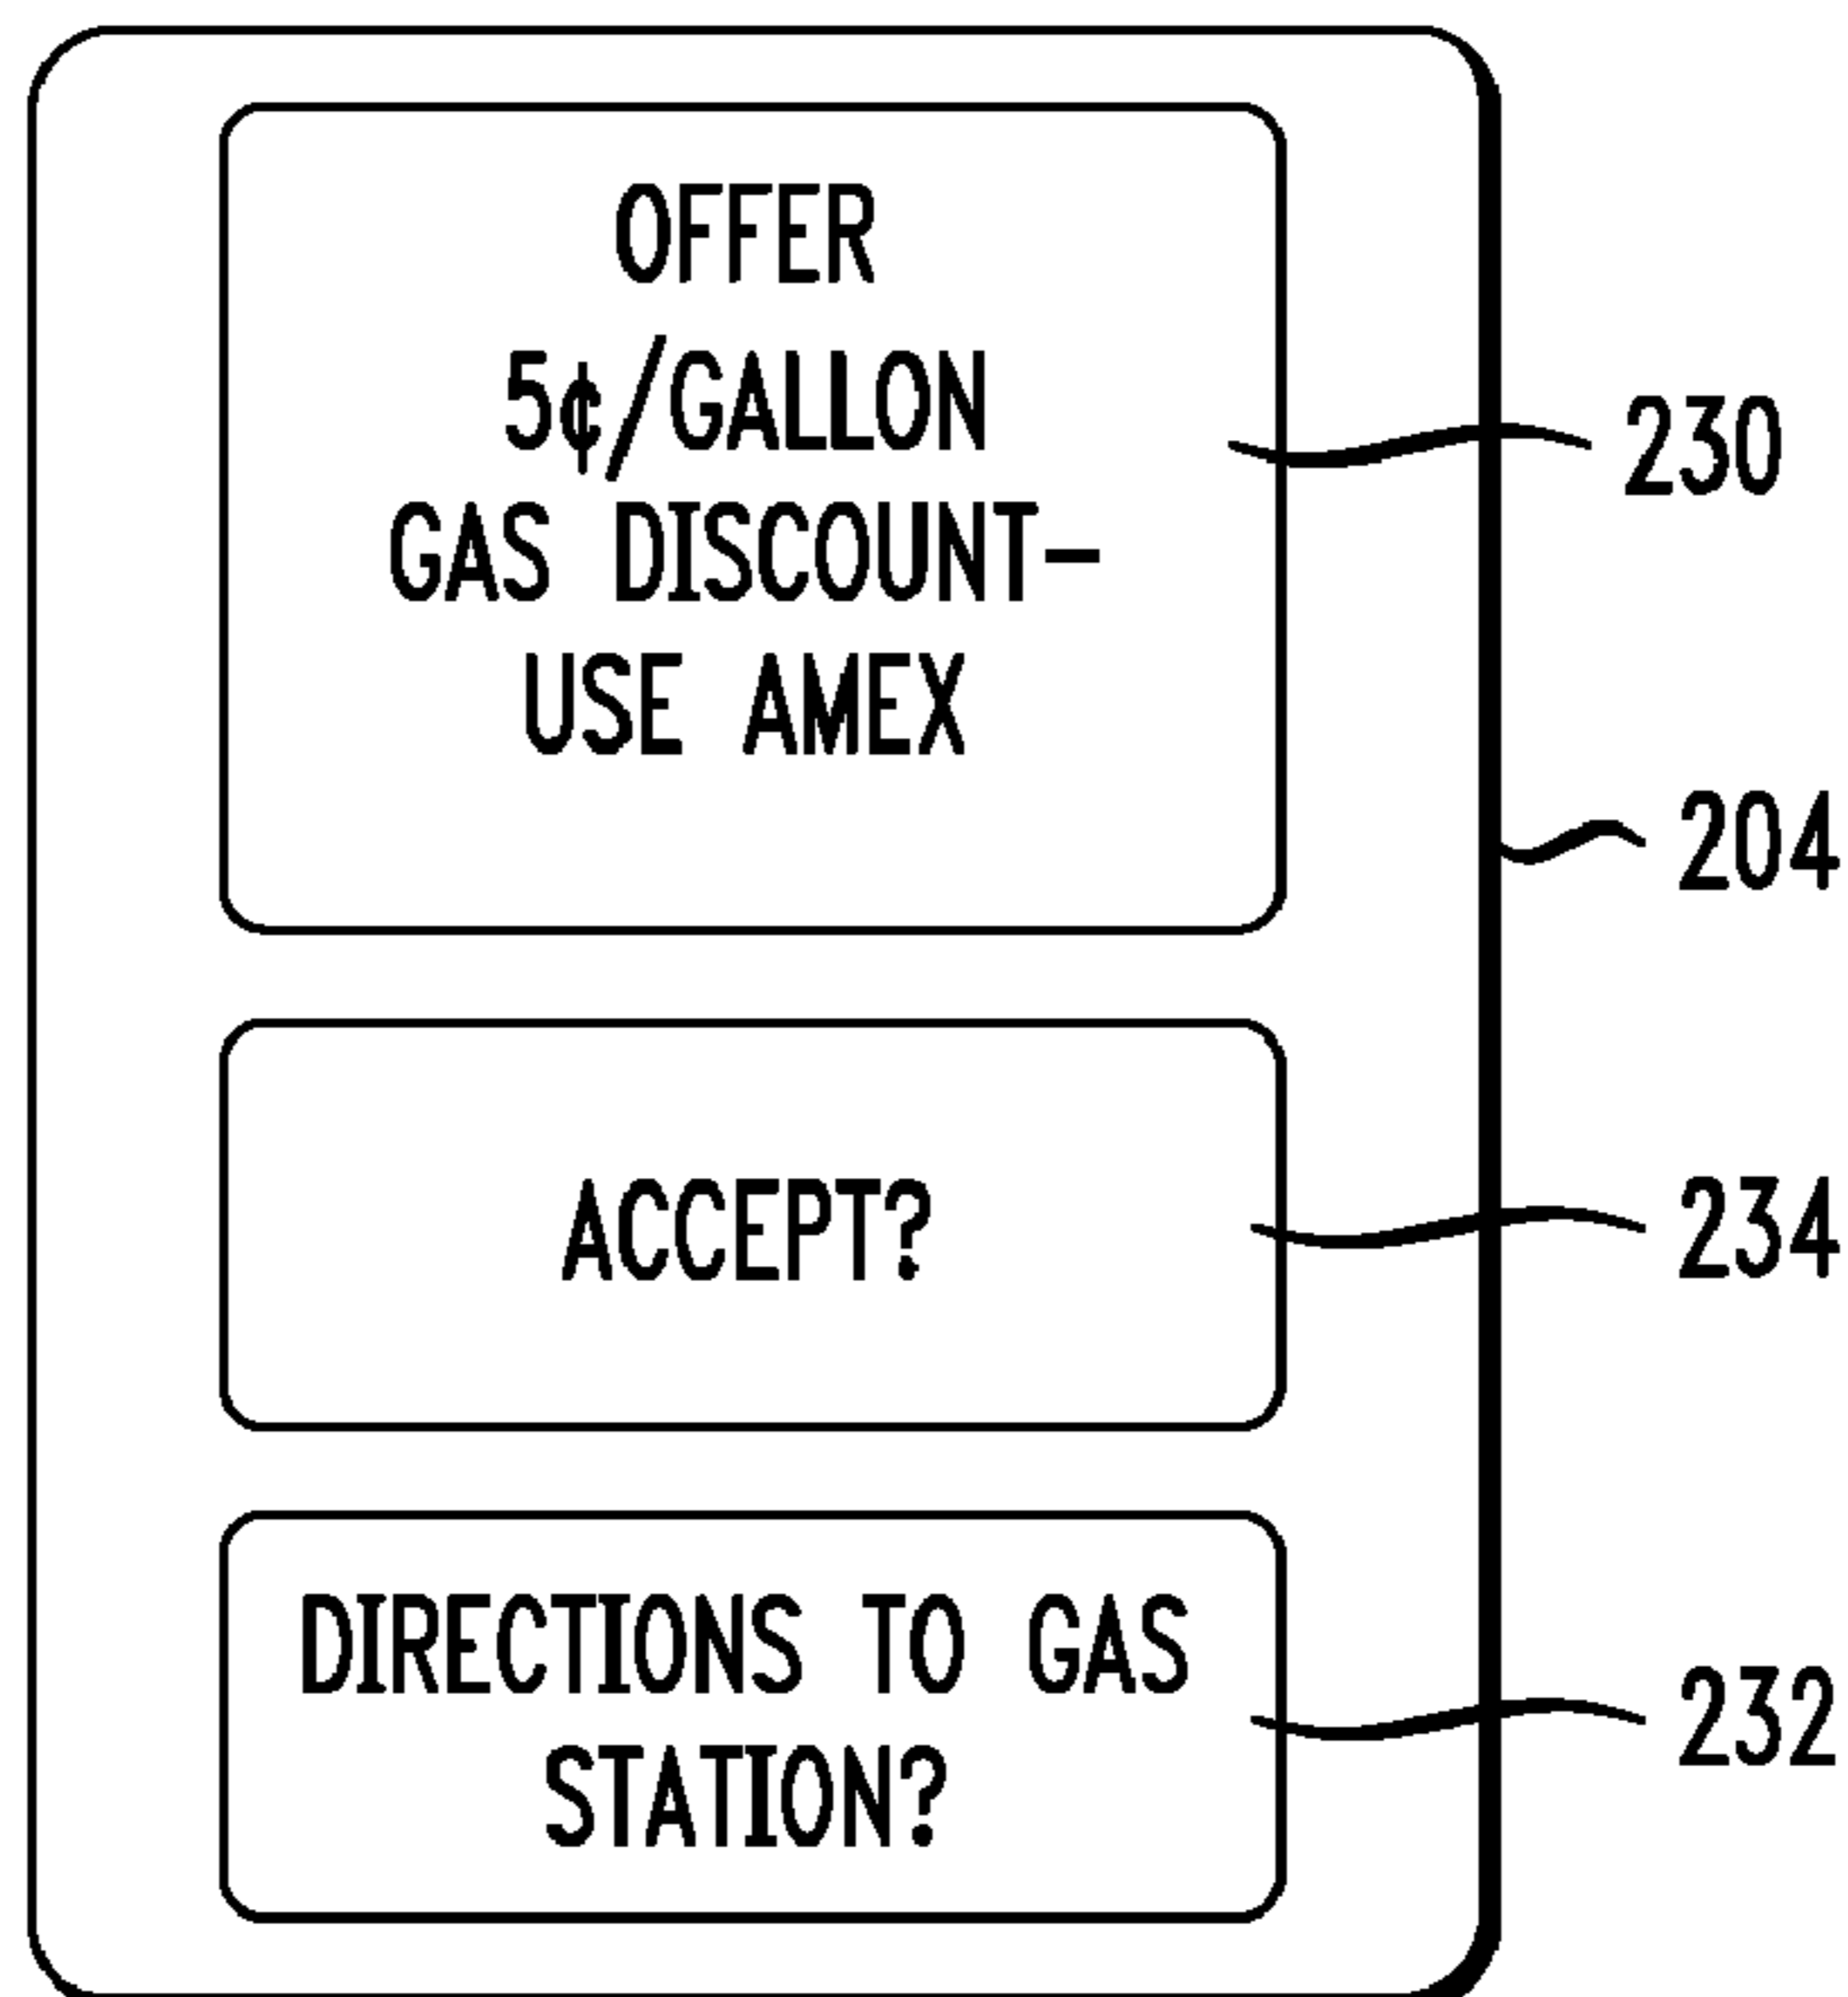 OFFER
5¢/GALLON
GAS DISCOUNT-
USE AMEX
230
204
ACCEPT?
234
DIRECTIONS TO GAS
STATION?
232